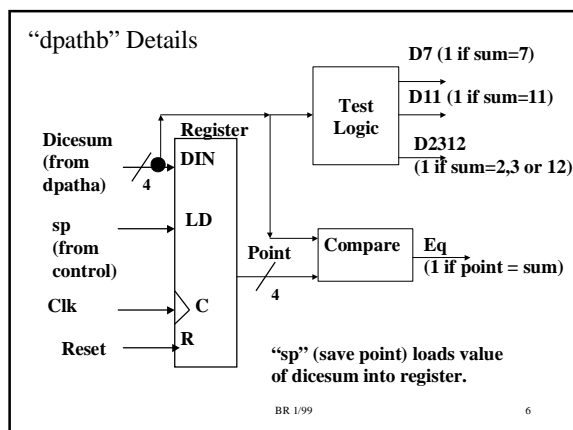 “dpathb” Details
D7 (1 if sum=7)
D11 (1 if sum=11)
D2312
(1 if sum=2,3 or 12)
Test
Logic
Register
Dicesum
(from
dpatha)
4
DIN
LD
sp
(from
control)
Point
4
Compare
Eq
(1 if point = sum)
Clk
C
Reset
R
“sp” (save point) loads value
of dicesum into register.
BR 1/99
6